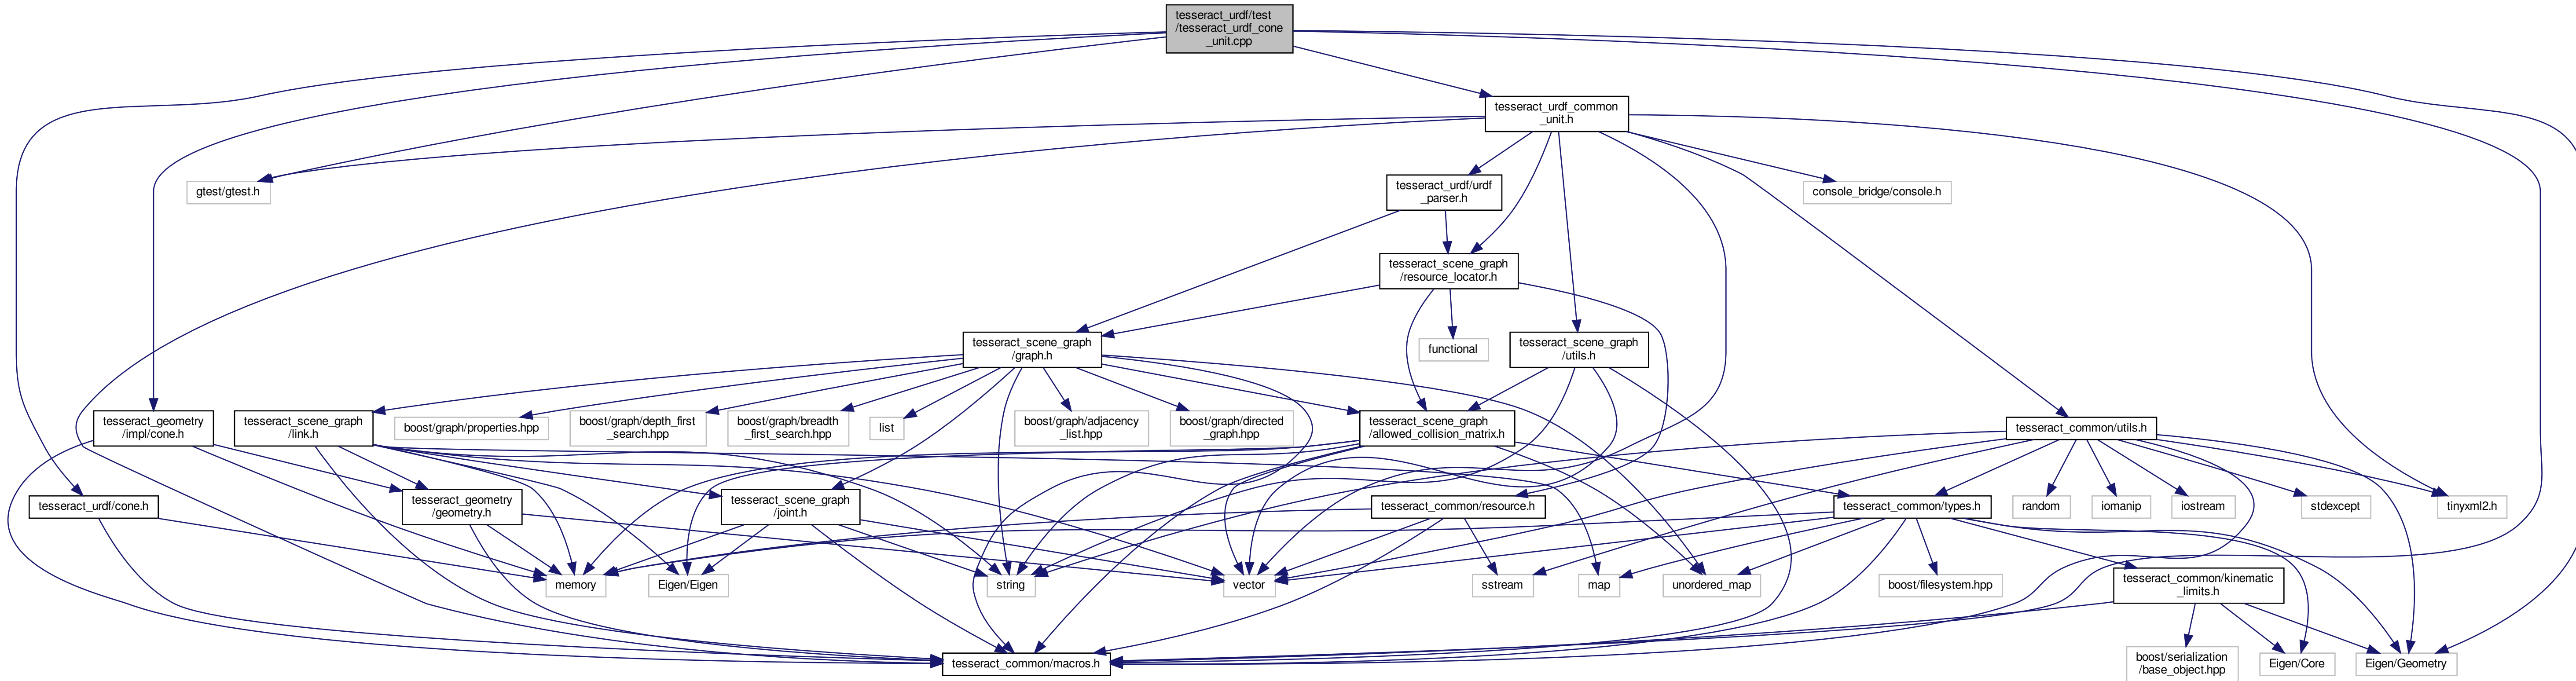 tesseract_urdf/test
/tesseract_urdf_cone
_unit.cpp
tesseract_urdf_common
_unit.h
gtest/gtest.h
tesseract_urdf/urdf
_parser.h
console_bridge/console.h
tesseract_scene_graph
/resource_locator.h
tesseract_scene_graph
/graph.h
functional
tesseract_scene_graph
/utils.h
tesseract_geometry
/impl/cone.h
tesseract_scene_graph
/link.h
boost/graph/properties.hpp
boost/graph/depth_first
_search.hpp
boost/graph/breadth
_first_search.hpp
list
boost/graph/adjacency
_list.hpp
boost/graph/directed
_graph.hpp
tesseract_scene_graph
/allowed_collision_matrix.h
tesseract_common/utils.h
tesseract_urdf/cone.h
tesseract_geometry
/geometry.h
tesseract_scene_graph
/joint.h
tesseract_common/resource.h
tesseract_common/types.h
random
iomanip
iostream
stdexcept
tinyxml2.h
memory
Eigen/Eigen
string
vector
sstream
map
unordered_map
boost/filesystem.hpp
tesseract_common/kinematic
_limits.h
tesseract_common/macros.h
boost/serialization
/base_object.hpp
Eigen/Core
Eigen/Geometry